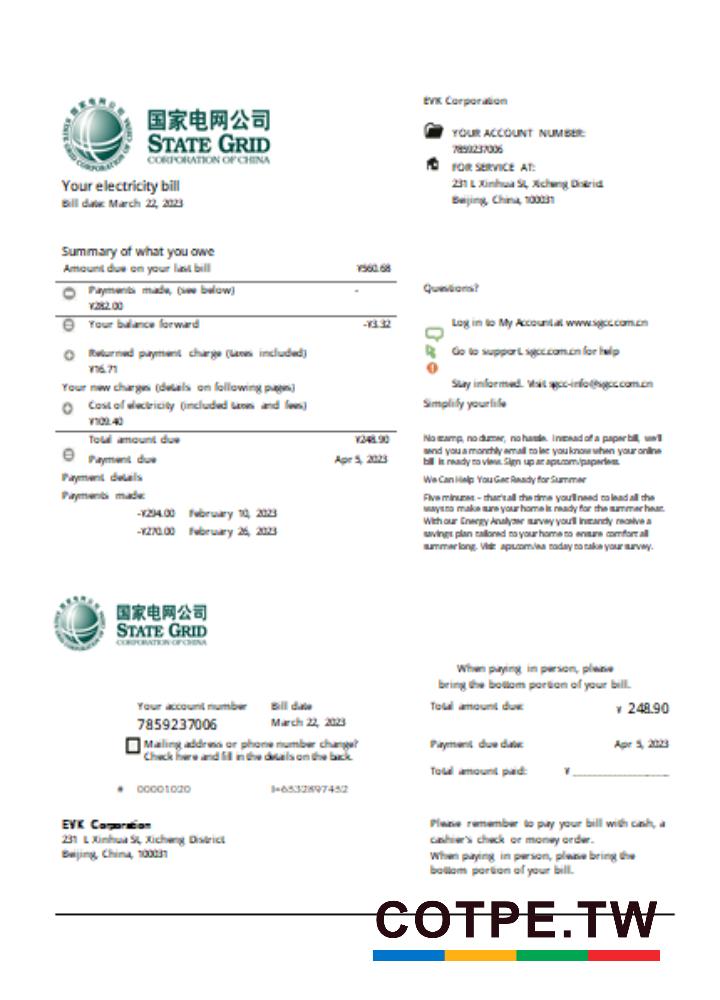 国家电网公司
STATE GRID
CORPORATION OF CHINA
Your electricity bill
Bill date: March 22, 2023
EVK Corporation
YOUR ACCOUNT NUMBER:
7859237006
FOR SERVICE AT:
231 L Xinhua St, Xicheng District
Beijing, China, 100031
Summary of what you owe
Amount due on your last bill ¥560.68
Payments made, (see below) -
¥282.00
Your balance forward -¥3.32
Returned payment charge (taxes included)
¥16.71
Your new charges (details on following pages)
Cost of electricity (included taxes and fees)
¥109.40
Total amount due ¥248.90
Payment due Apr 5, 2023
Payment details
Payments made:
-¥294.00 February 10, 2023
-¥270.00 February 26, 2023
Questions?
Log in to My Account at www.sgcc.com.cn
Go to support. sgcc.com.cn for help
Stay informed. Visit sgcc-info@sgcc.com.cn
Simplify your life
No stamp, no clutter, no hassle. Instead of a paper bill, we'll
send you a monthly email to let you know when your online
bill is ready to view. Sign up at aps.com/paperless.
We Can Help You Get Ready for Summer
Five minutes – that's all the time you'll need to lead all the
ways to make sure your home is ready for the summer heat.
With our Energy Analyzer survey you'll instantly receive a
savings plan tailored to your home to ensure comfort all
summer long. Visit aps.com/ea today to take your survey.
国家电网公司
STATE GRID
CORPORATION OF CHINA
When paying in person, please
bring the bottom portion of your bill.
Your account number Bill date
7859237006 March 22, 2023
Mailing address or phone number change?
Check here and fill in the details on the back.
# 00001020 I=6532897452
Total amount due: ¥ 248.90
Payment due date: Apr 5, 2023
Total amount paid: ¥ _______________
EVK Corporation
231 L Xinhua St, Xicheng District
Beijing, China, 100031
Please remember to pay your bill with cash, a
cashier's check or money order.
When paying in person, please bring the
bottom portion of your bill.
COTPE.TW